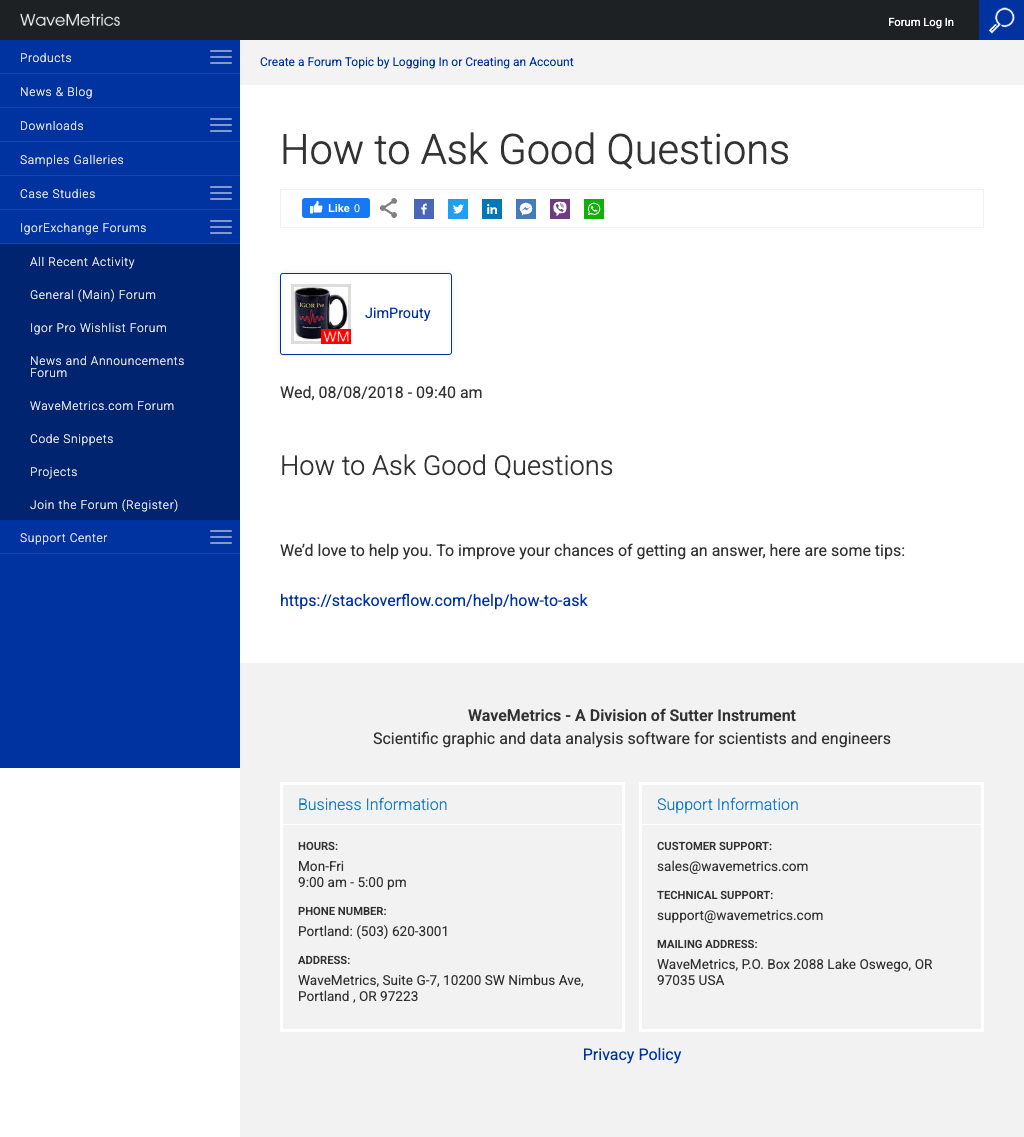 WaveMetrics
Forum Log In
Products
News & Blog
Downloads
Samples Galleries
Case Studies
IgorExchange Forums
All Recent Activity
General (Main) Forum
Igor Pro Wishlist Forum
News and Announcements
Forum
WaveMetrics.com Forum
Code Snippets
Projects
Join the Forum (Register)
Support Center
Create a Forum Topic by Logging In or Creating an Account
How to Ask Good Questions
Like 0
IGOR Pro
WM
JimProuty
Wed, 08/08/2018 - 09:40 am
How to Ask Good Questions
We’d love to help you. To improve your chances of getting an answer, here are some tips:
https://stackoverflow.com/help/how-to-ask
WaveMetrics - A Division of Sutter Instrument
Scientific graphic and data analysis software for scientists and engineers
Business Information
HOURS:
Mon-Fri
9:00 am - 5:00 pm
PHONE NUMBER:
Portland: (503) 620-3001
ADDRESS:
WaveMetrics, Suite G-7, 10200 SW Nimbus Ave,
Portland , OR 97223
Support Information
CUSTOMER SUPPORT:
sales@wavemetrics.com
TECHNICAL SUPPORT:
support@wavemetrics.com
MAILING ADDRESS:
WaveMetrics, P.O. Box 2088 Lake Oswego, OR
97035 USA
Privacy Policy